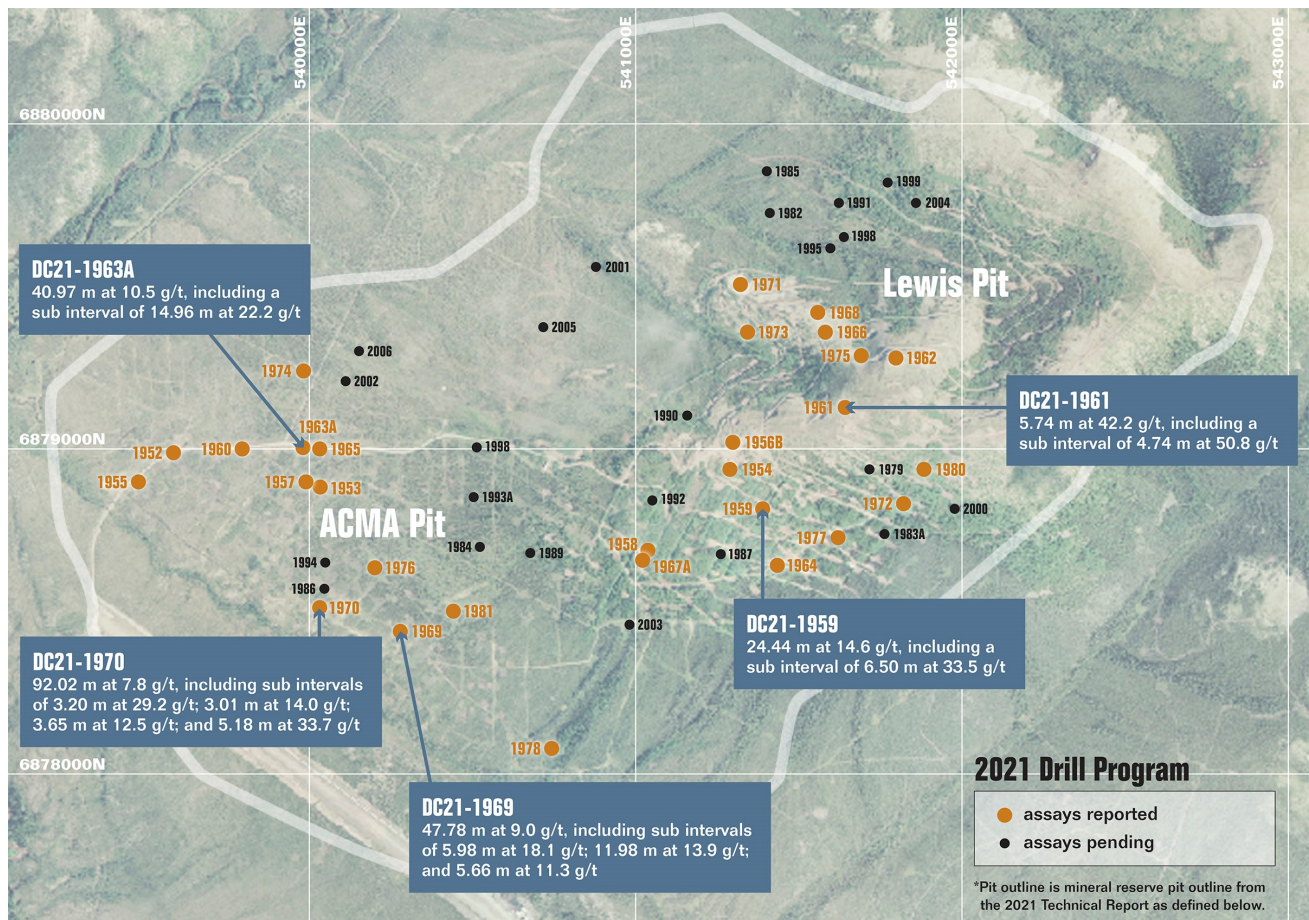 540000E
541000E
542000E
543000E
6880000N
1985
1999
1991
2004
1982
1998
1995
2001
DC21-1963A
40.97 m at 10.5 g/t, including a
sub interval of 14.96 m at 22.2 g/t
Lewis Pit
1971
1968
2005
1973
1966
2006
1975
1962
1974
2002
DC21-1961
5.74 m at 42.2 g/t, including a
sub interval of 4.74 m at 50.8 g/t
1961
1990
1963A
6879000N
1956B
1952
1960
1965
1998
1954
1979
1980
1955
1957
1953
1993A
1992
1959
1972
2000
ACMA Pit
1983A
1977
1958
1984
1989
1987
1994
1976
1967A
1964
1986
1970
1981
2003
1969
DC21-1959
24.44 m at 14.6 g/t, including a
sub interval of 6.50 m at 33.5 g/t
DC21-1970
92.02 m at 7.8 g/t, including sub intervals
of 3.20 m at 29.2 g/t; 3.01 m at 14.0 g/t;
3.65 m at 12.5 g/t; and 5.18 m at 33.7 g/t
1978
6878000N
DC21-1969
47.78 m at 9.0 g/t, including sub intervals
of 5.98 m at 18.1 g/t; 11.98 m at 13.9 g/t;
and 5.66 m at 11.3 g/t
2021 Drill Program
assays reported
assays pending
*Pit outline is mineral reserve pit outline from
the 2021 Technical Report as defined below.